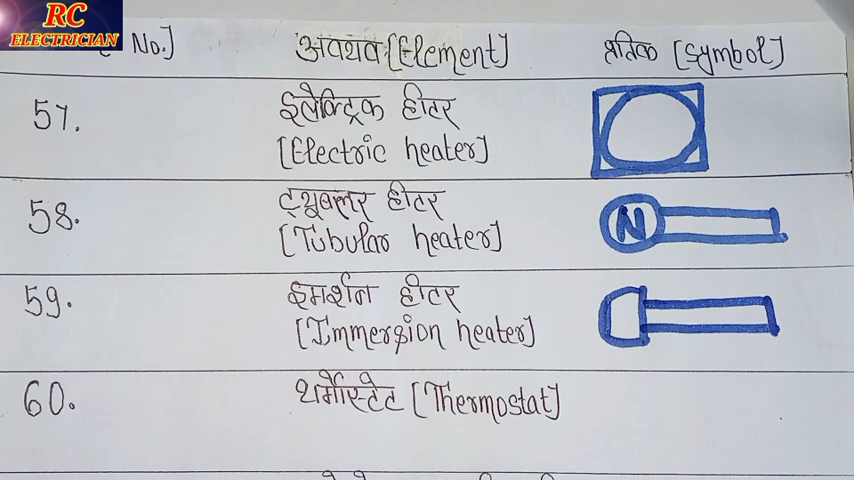 RC
ELECTRICIAN
No.] अवयव [Element] प्रतिक [Symbol]
57. इलेक्ट्रिक हीटर
[Electric heater]
58. ट्यूबलर हीटर
[Tubular heater]
N
59. इमर्शन हीटर
[Immersion heater]
60. थर्मोस्टेट [Thermostat]